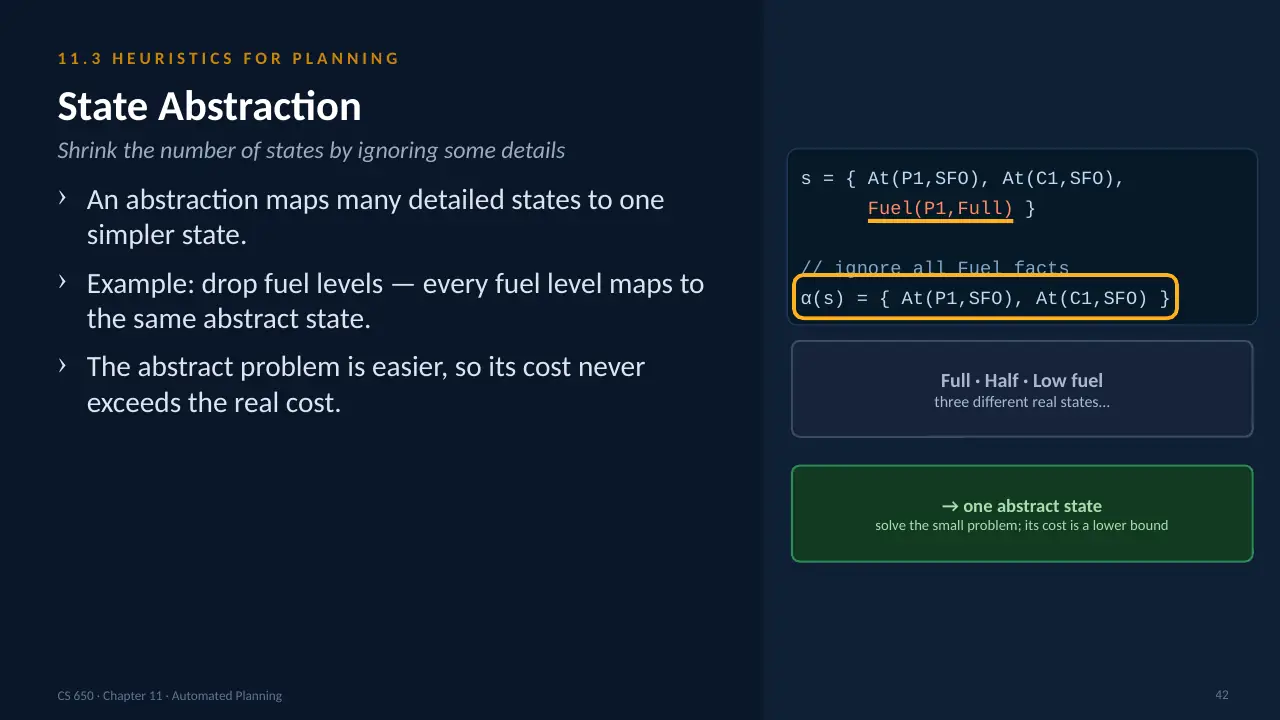 11.3 HEURISTICS FOR PLANNING
State Abstraction
Shrink the number of states by ignoring some details
› An abstraction maps many detailed states to one
simpler state.
› Example: drop fuel levels — every fuel level maps to
the same abstract state.
› The abstract problem is easier, so its cost never
exceeds the real cost.
s = { At(P1,SFO), At(C1,SFO),
Fuel(P1,Full) }
// ignore all Fuel facts
α(s) = { At(P1,SFO), At(C1,SFO) }
Full · Half · Low fuel
three different real states…
→ one abstract state
solve the small problem; its cost is a lower bound
CS 650 · Chapter 11 · Automated Planning
42